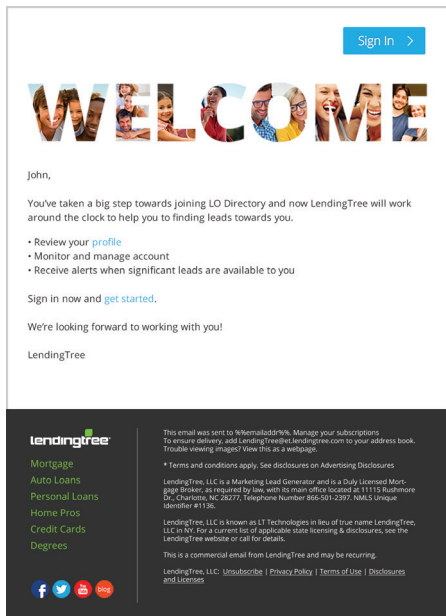 Sign In >
WELCOME
John,
You've taken a big step towards joining LO Directory and now LendingTree will work
around the clock to help you to finding leads towards you.
• Review your profile
• Monitor and manage account
• Receive alerts when significant leads are available to you
Sign in now and get started.
We're looking forward to working with you!
LendingTree
lendingtree
Mortgage
Auto Loans
Personal Loans
Home Pros
Credit Cards
Degrees
f
You Tube
blog
This email was sent to %%emailaddr%%. Manage your subscriptions
To ensure delivery, add LendingTree@et.lendingtree.com to your address book.
Trouble viewing images? View this as a webpage.
* Terms and conditions apply. See disclosures on Advertising Disclosures
LendingTree, LLC is a Marketing Lead Generator and is a Duly Licensed Mort-
gage Broker, as required by law, with its main office located at 11115 Rushmore
Dr., Charlotte, NC 28277, Telephone Number 866-501-2397. NMLS Unique
Identifier #1136.
LendingTree, LLC is known as LT Technologies in lieu of true name LendingTree,
LLC in NY. For a current list of applicable state licensing & disclosures, see the
LendingTree website or call for details.
This is a commercial email from LendingTree and may be recurring.
LendingTree, LLC: Unsubscribe | Privacy Policy | Terms of Use | Disclosures
and Licenses